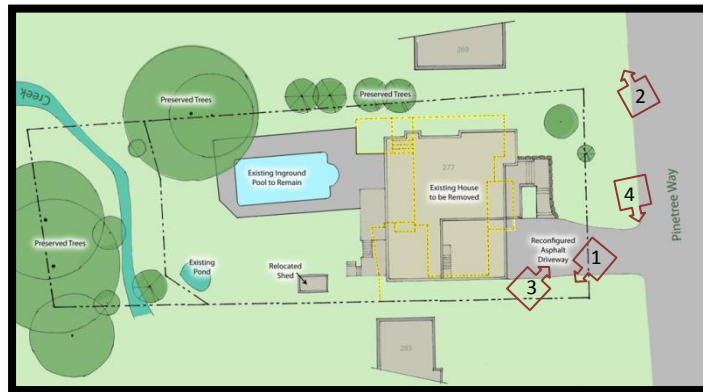 269
Creek
Preserved Trees
Preserved Trees
2
277
Existing Inground
Pool to Remain
Existing House
to be Removed
4
Pinetree Way
Preserved Trees
Reconfigured
Asphalt
Driveway
1
Existing
Pond
Relocated
Shed
3
285